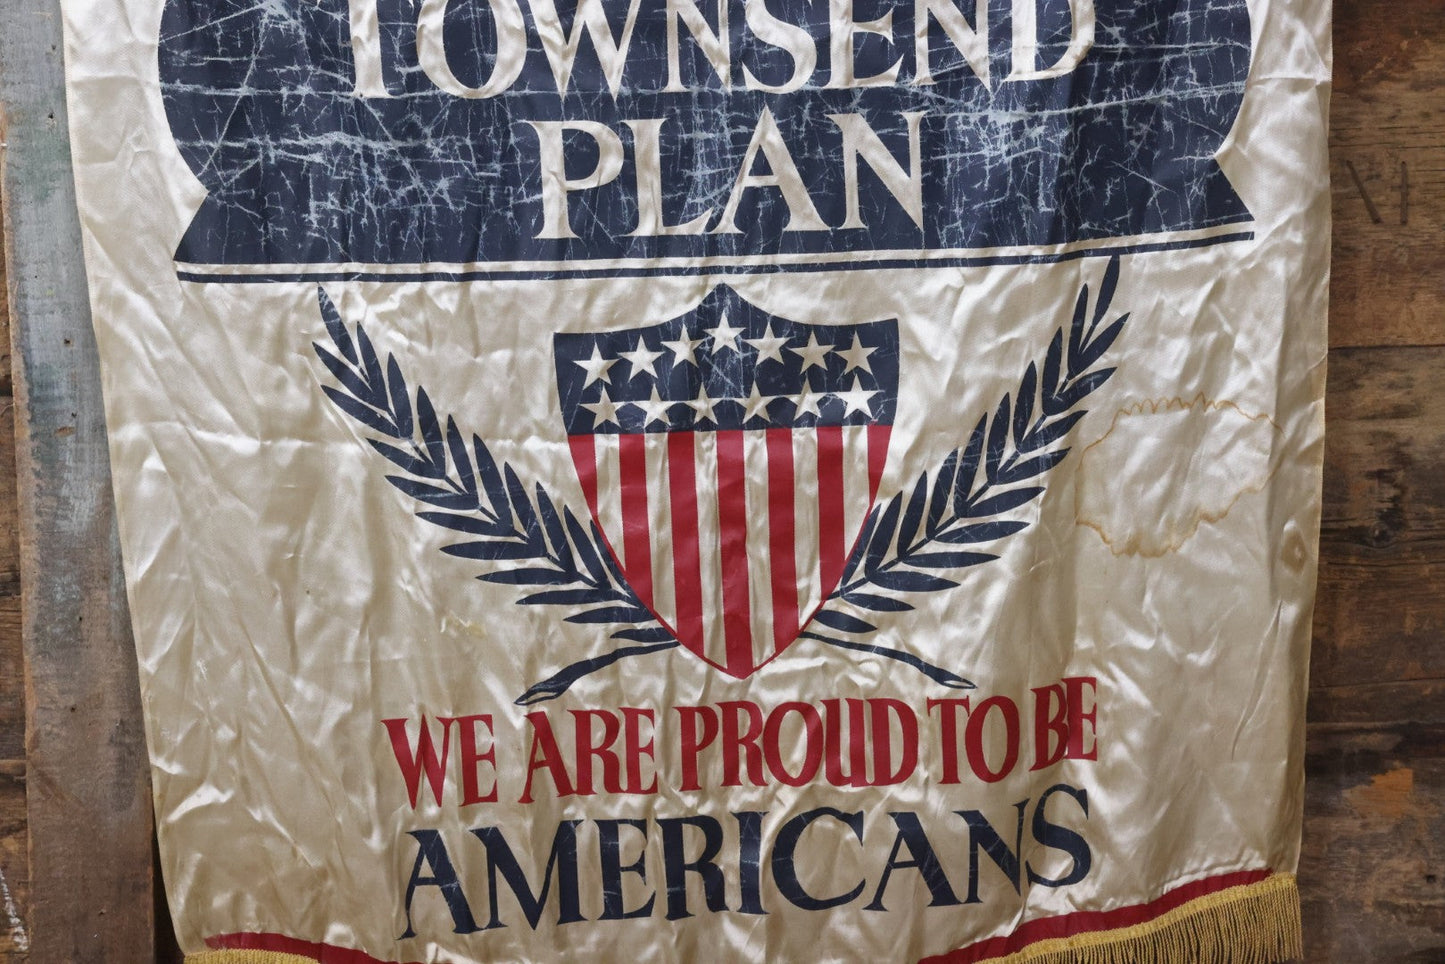 TOWNSEND
PLAN
WE ARE PROUD TO BE
AMERICANS